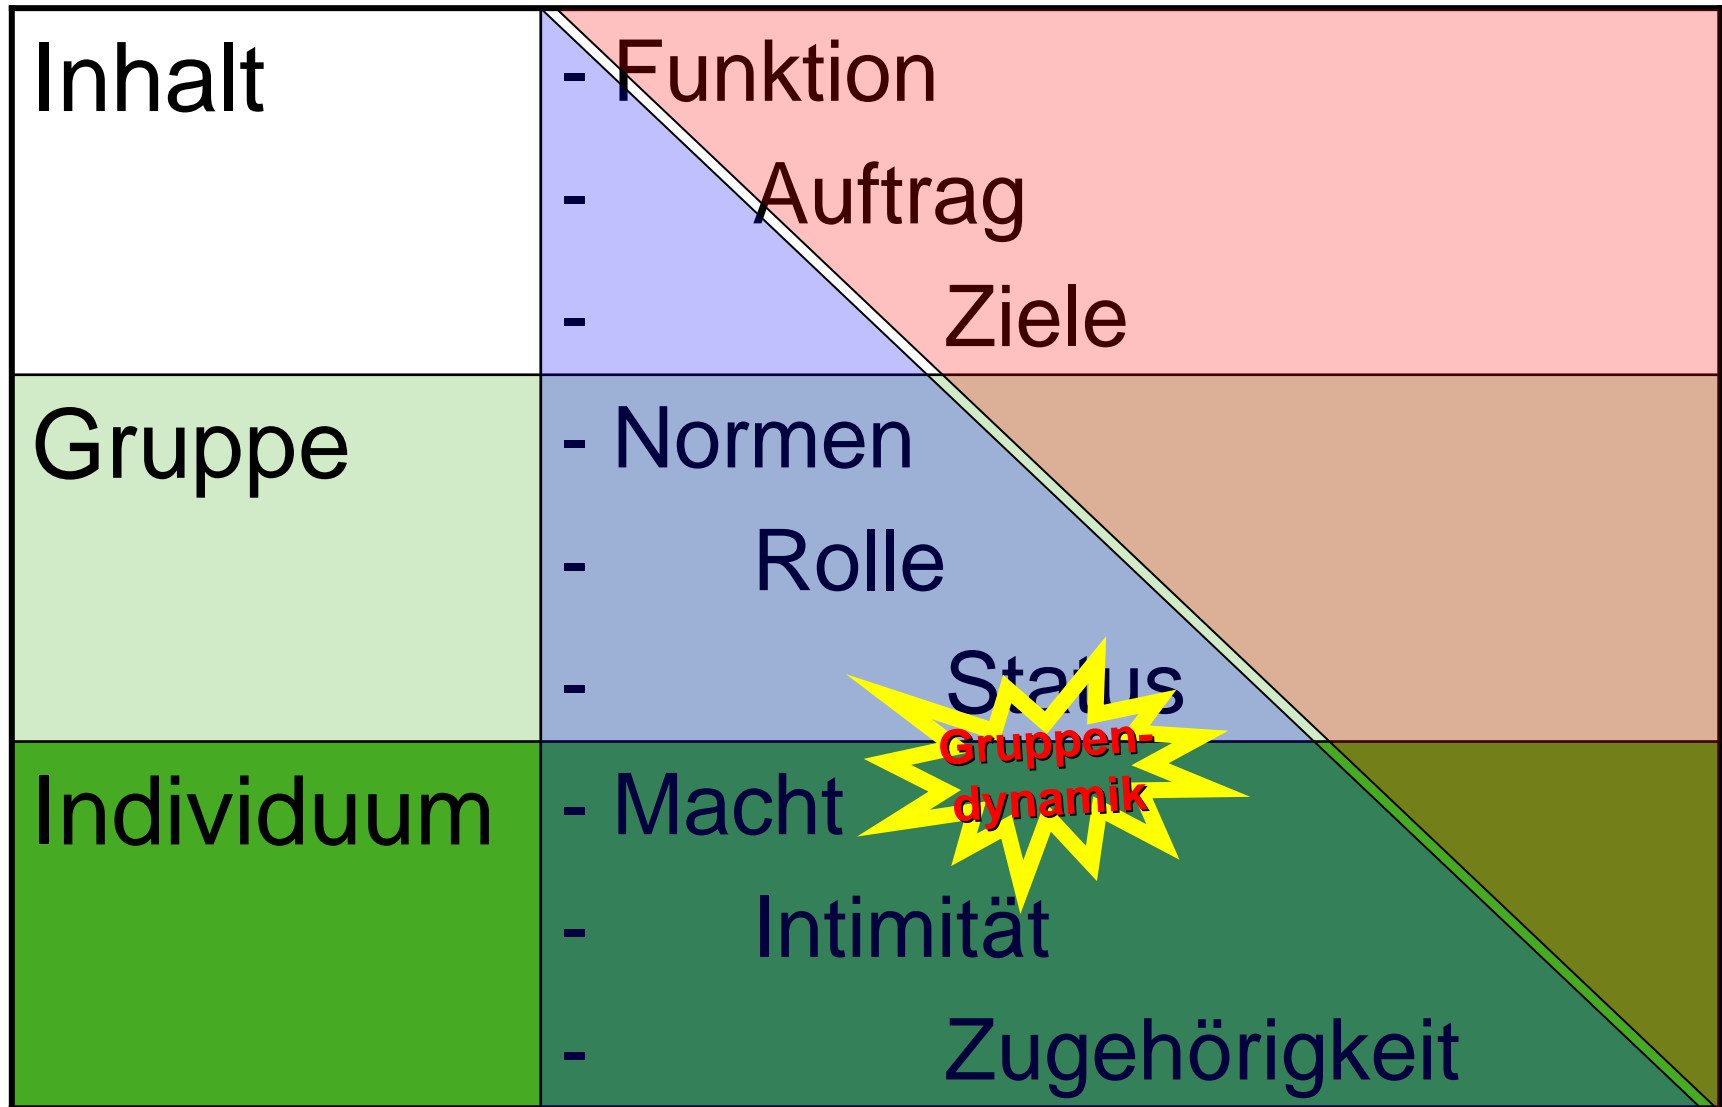 Inhalt
- Funktion
- Auftrag
- Ziele
Gruppe
- Normen
- Rolle
- Status
Gruppen-
dynamik
Individuum
- Macht
- Intimität
- Zugehörigkeit